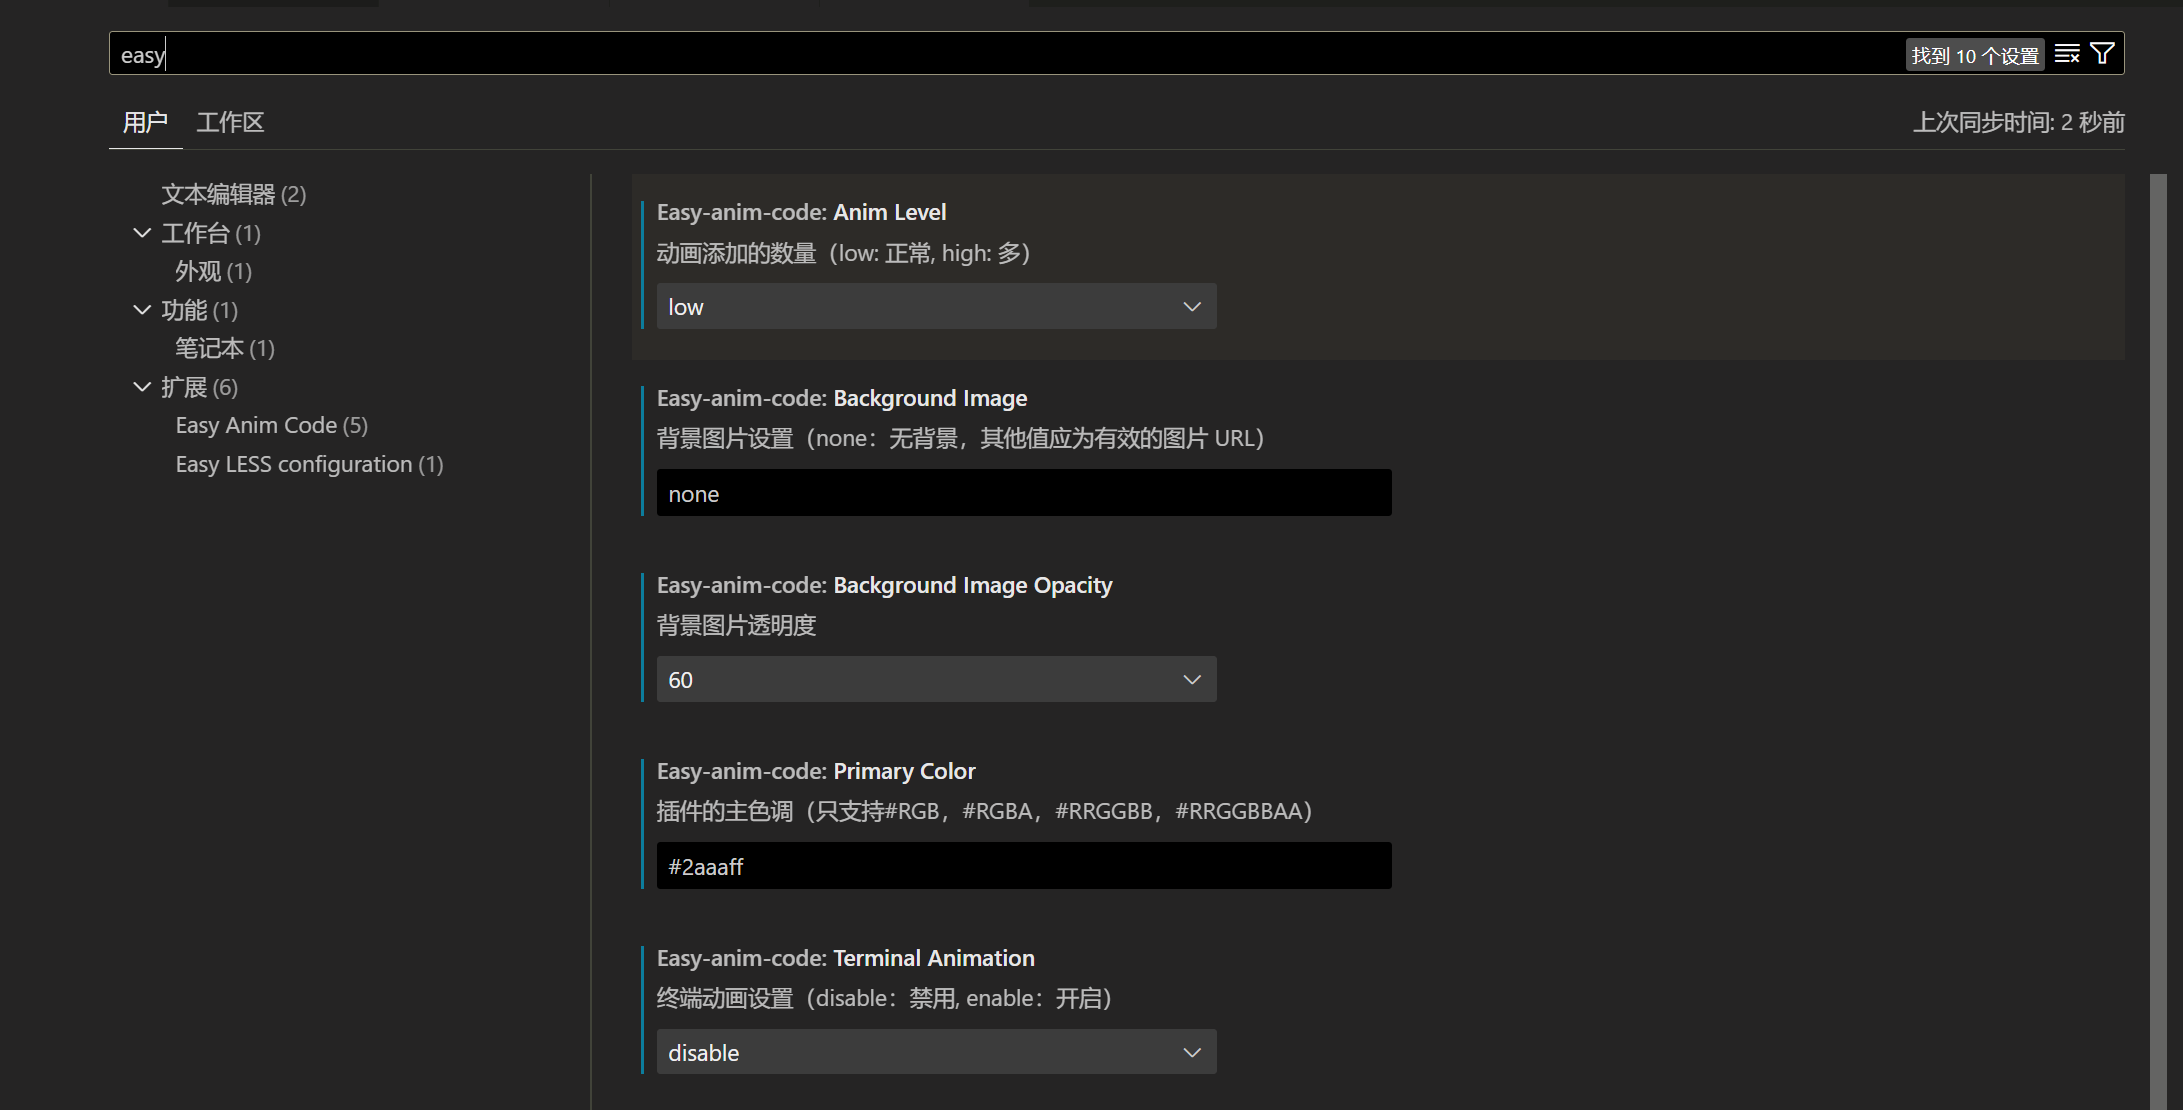 easy
找到 10 个设置
用户
工作区
上次同步时间: 2 秒前
文本编辑器 (2)
工作台 (1)
外观 (1)
功能 (1)
笔记本 (1)
扩展 (6)
Easy Anim Code (5)
Easy LESS configuration (1)
Easy-anim-code: Anim Level
动画添加的数量（low: 正常, high: 多）
low
Easy-anim-code: Background Image
背景图片设置（none：无背景，其他值应为有效的图片 URL）
none
Easy-anim-code: Background Image Opacity
背景图片透明度
60
Easy-anim-code: Primary Color
插件的主色调（只支持#RGB，#RGBA，#RRGGBB，#RRGGBBAA）
#2aaaff
Easy-anim-code: Terminal Animation
终端动画设置（disable：禁用, enable：开启）
disable